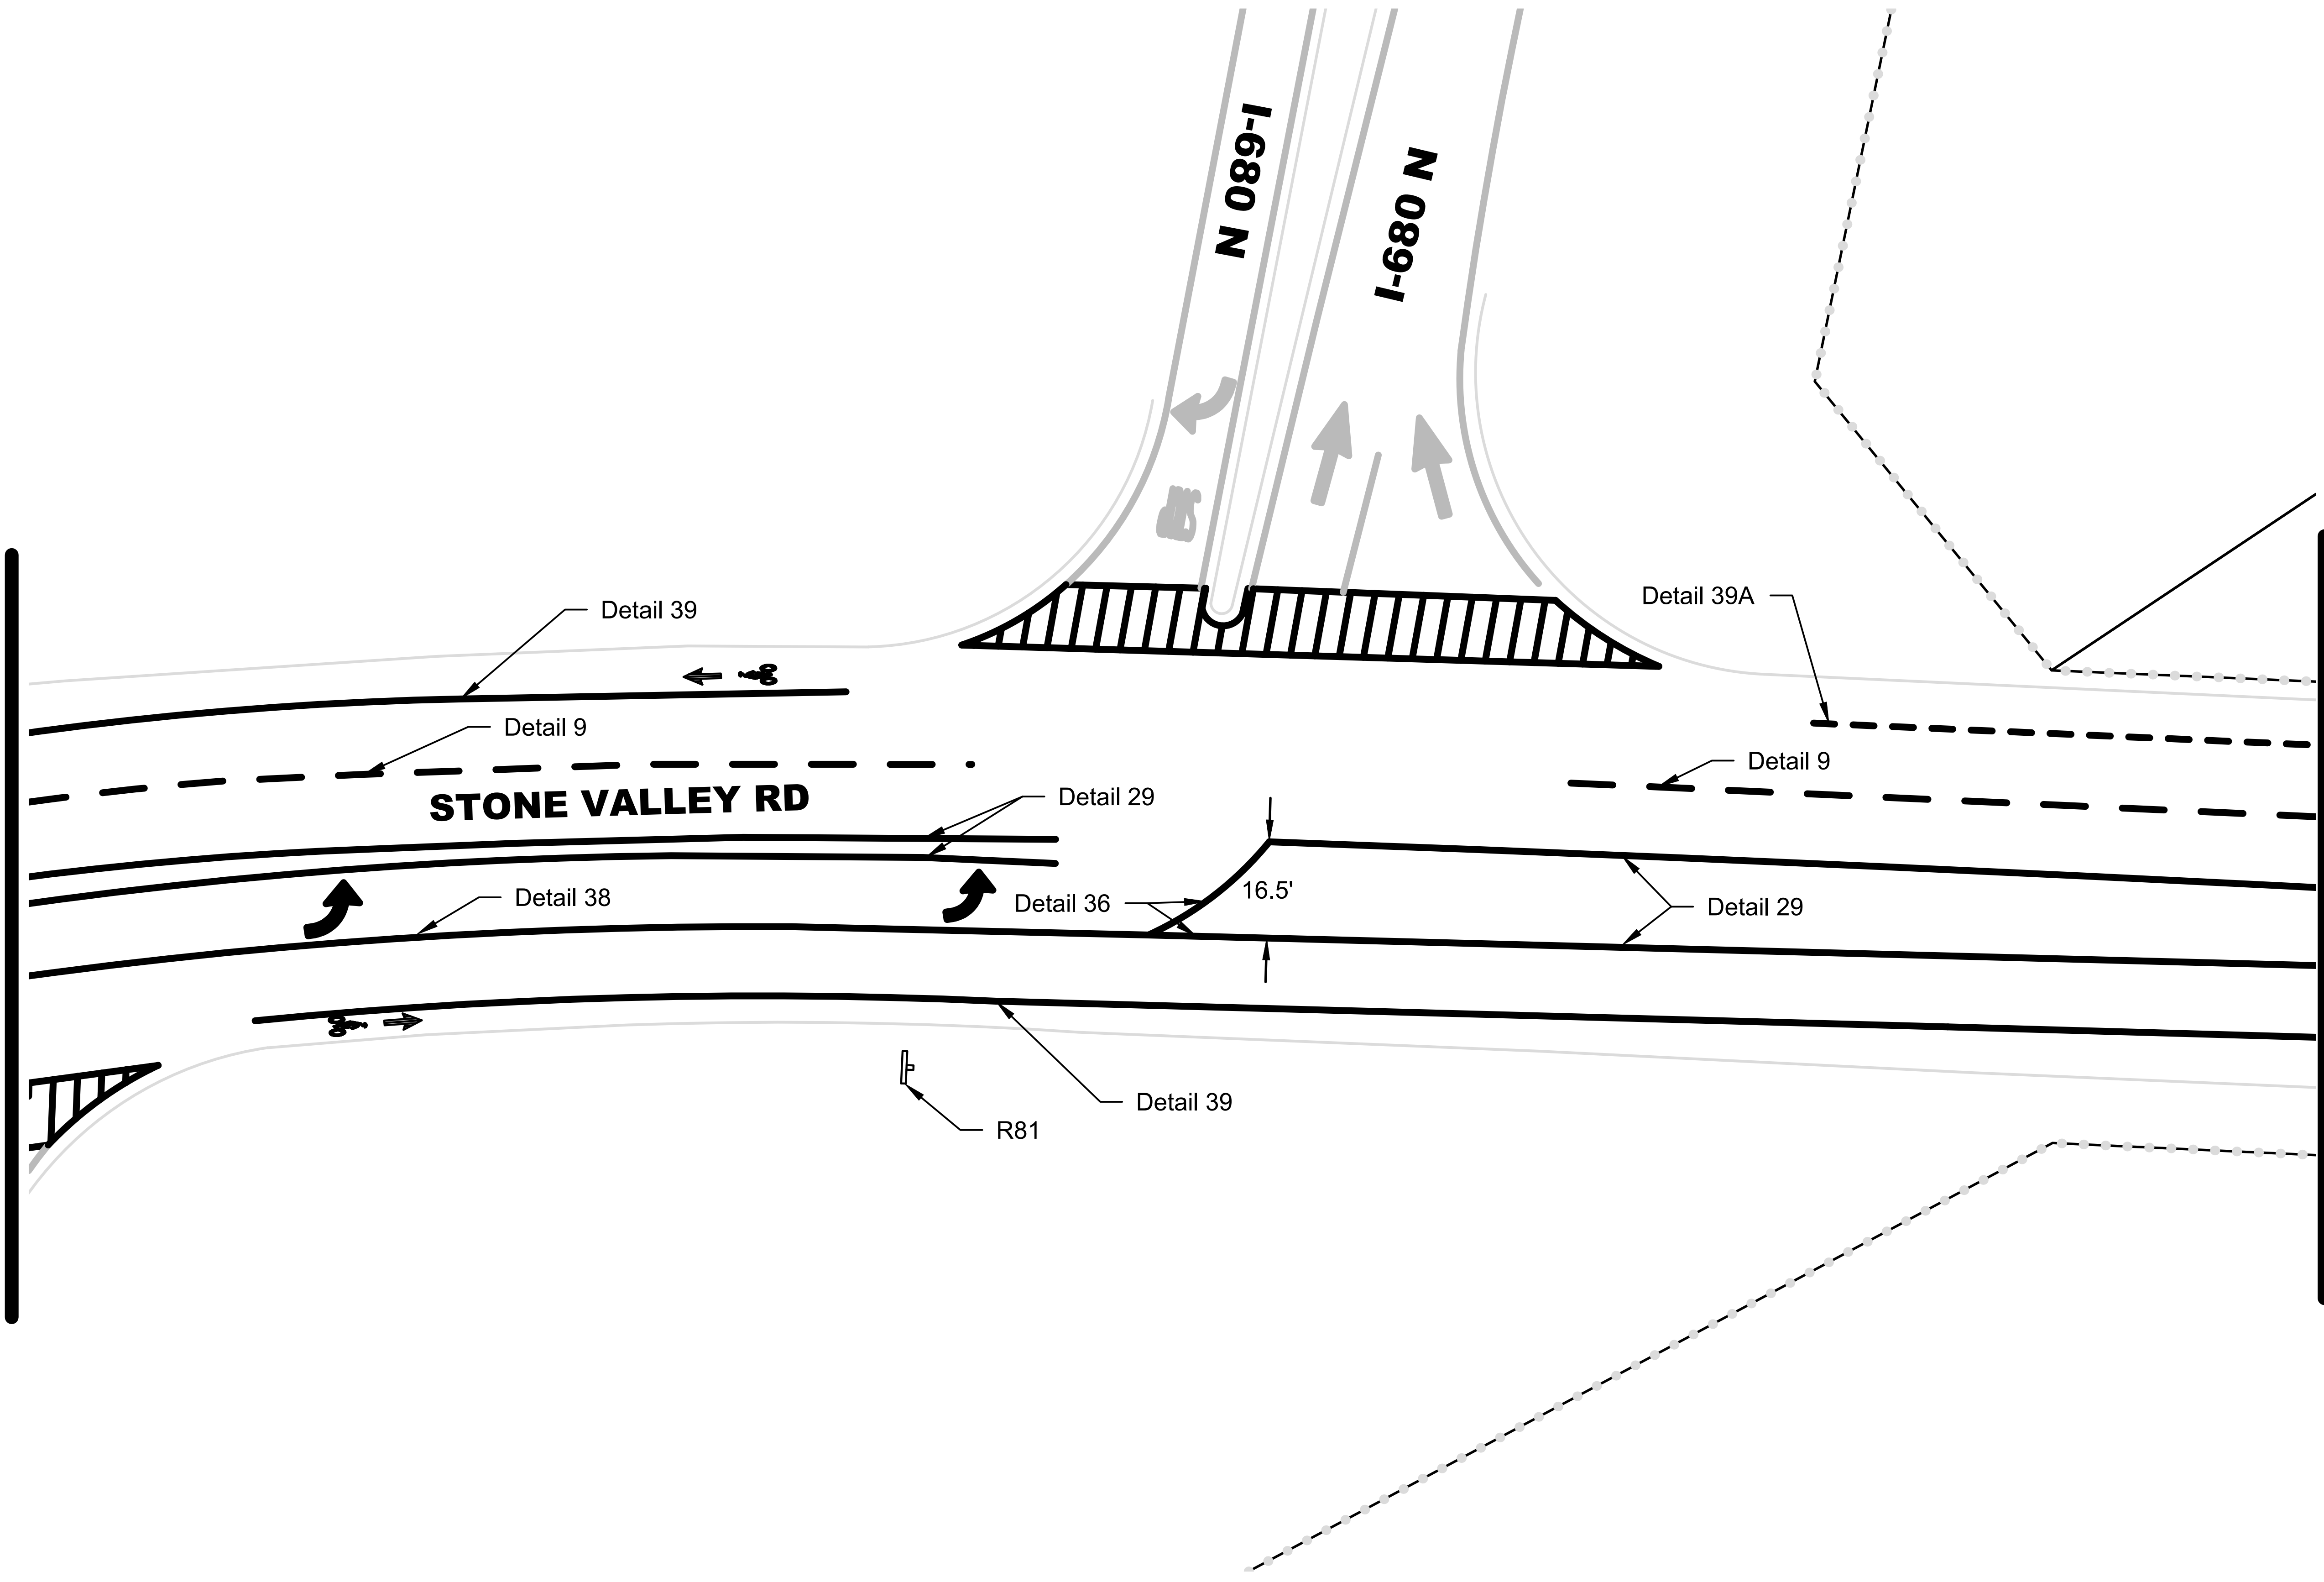 I-680 N
I-680 N
Detail 39
Detail 39A
Detail 9
Detail 9
STONE VALLEY RD
Detail 29
Detail 38
Detail 36
16.5'
Detail 29
Detail 39
R81